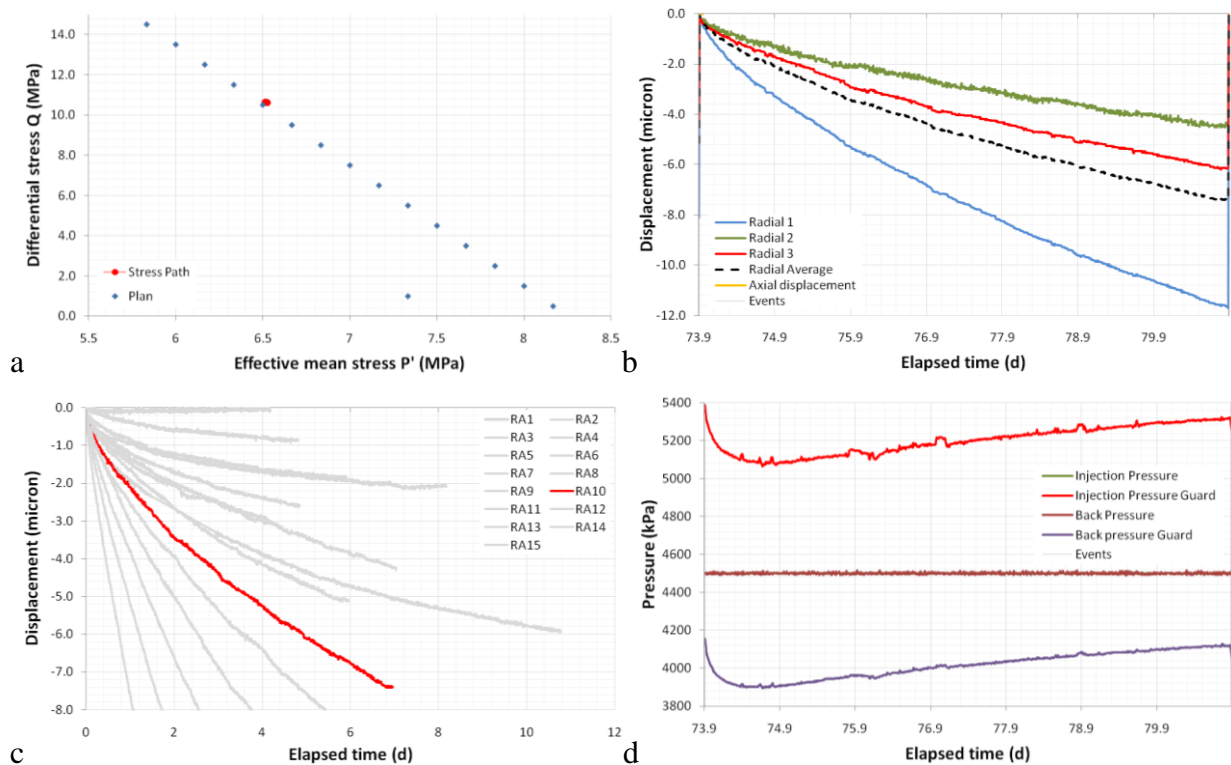 14.0
12.0
10.0
8.0
6.0
4.0
2.0
0.0
Differential stress Q (MPa)
Stress Path
Plan
5.5 6 6.5 7 7.5 8 8.5
Effective mean stress P' (MPa)
a
0.0
-2.0
-4.0
-6.0
-8.0
-10.0
-12.0
Displacement (micron)
Radial 1
Radial 2
Radial 3
Radial Average
Axial displacement
Events
73.9 74.9 75.9 76.9 77.9 78.9 79.9
Elapsed time (d)
b
0.0
-1.0
-2.0
-3.0
-4.0
-5.0
-6.0
-7.0
-8.0
Displacement (micron)
RA1 RA2
RA3 RA4
RA5 RA6
RA7 RA8
RA9 RA10
RA11 RA12
RA13 RA14
RA15
0 2 4 6 8 10 12
Elapsed time (d)
c
5400
5200
5000
4800
4600
4400
4200
4000
3800
Pressure (kPa)
Injection Pressure
Injection Pressure Guard
Back Pressure
Back pressure Guard
Events
73.9 74.9 75.9 76.9 77.9 78.9 79.9
Elapsed time (d)
d